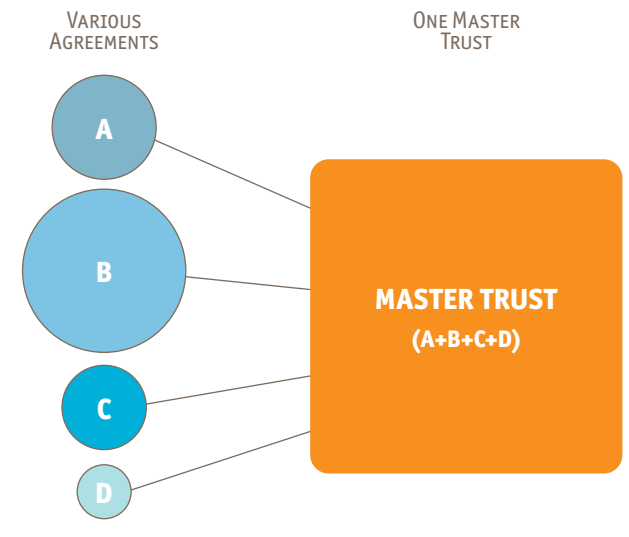 VARIOUS
AGREEMENTS
ONE MASTER
TRUST
A
B
C
D
MASTER TRUST
(A+B+C+D)